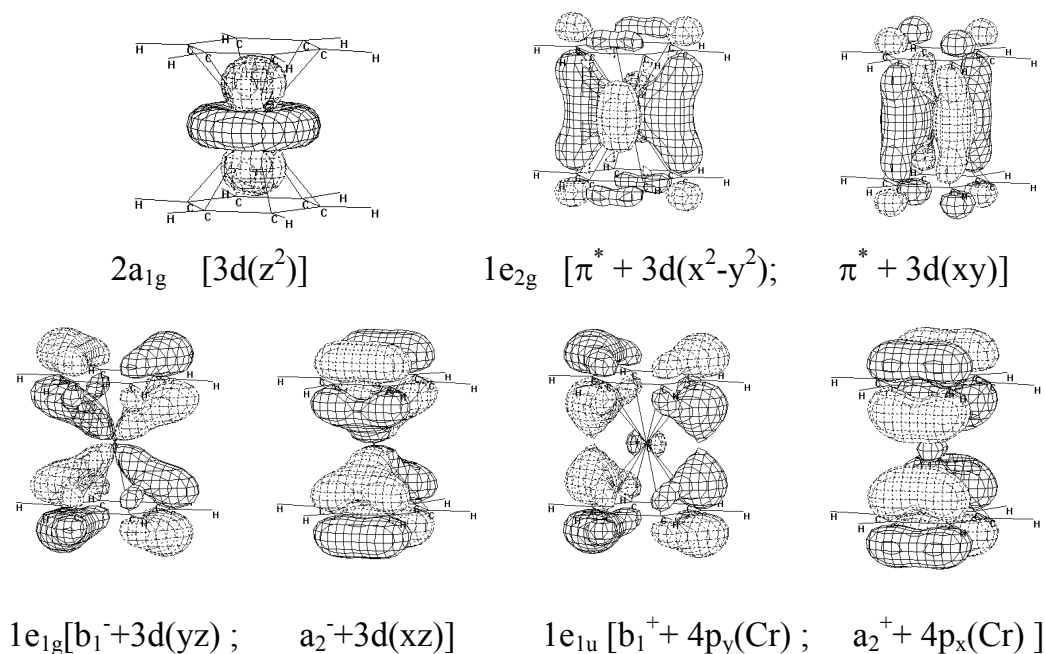 2a₁g [3d(z²)]
1e₂g [π* + 3d(x²-y²); π* + 3d(xy)]
1e₁g[b₁⁻+3d(yz) ; a₂⁻+3d(xz)]
1e₁ᵤ [b₁⁺+ 4pᵧ(Cr) ; a₂⁺+ 4pₓ(Cr) ]